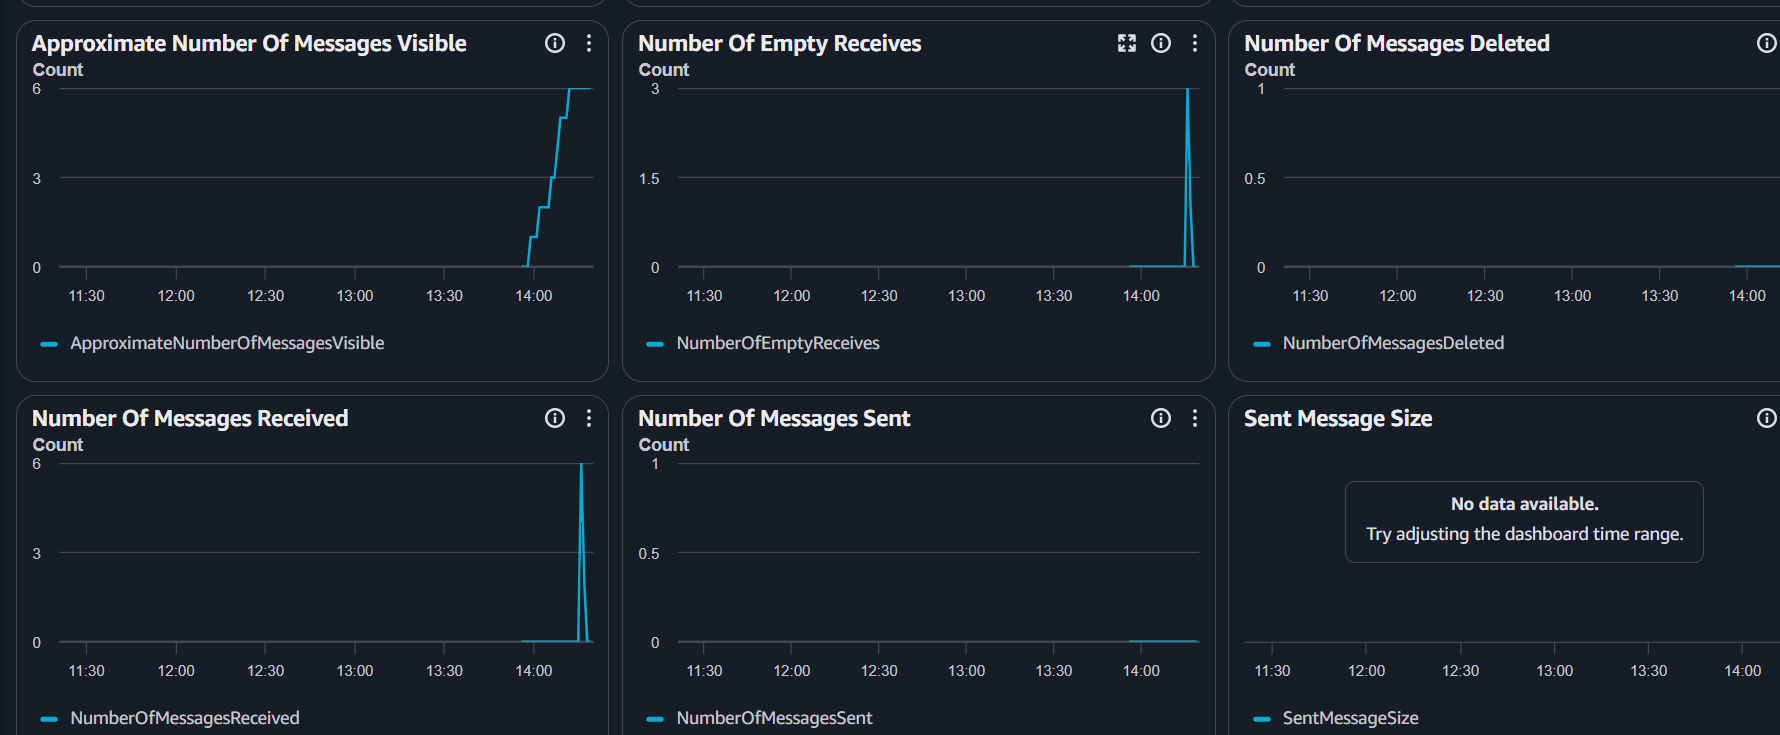 Approximate Number Of Messages Visible
Count
6
3
0
11:30 12:00 12:30 13:00 13:30 14:00
ApproximateNumberOfMessagesVisible
Number Of Empty Receives
Count
3
1.5
0
11:30 12:00 12:30 13:00 13:30 14:00
NumberOfEmptyReceives
Number Of Messages Deleted
Count
1
0.5
0
11:30 12:00 12:30 13:00 13:30 14:00
NumberOfMessagesDeleted
Number Of Messages Received
Count
6
3
0
11:30 12:00 12:30 13:00 13:30 14:00
NumberOfMessagesReceived
Number Of Messages Sent
Count
1
0.5
0
11:30 12:00 12:30 13:00 13:30 14:00
NumberOfMessagesSent
Sent Message Size
No data available.
Try adjusting the dashboard time range.
11:30 12:00 12:30 13:00 13:30 14:00
SentMessageSize